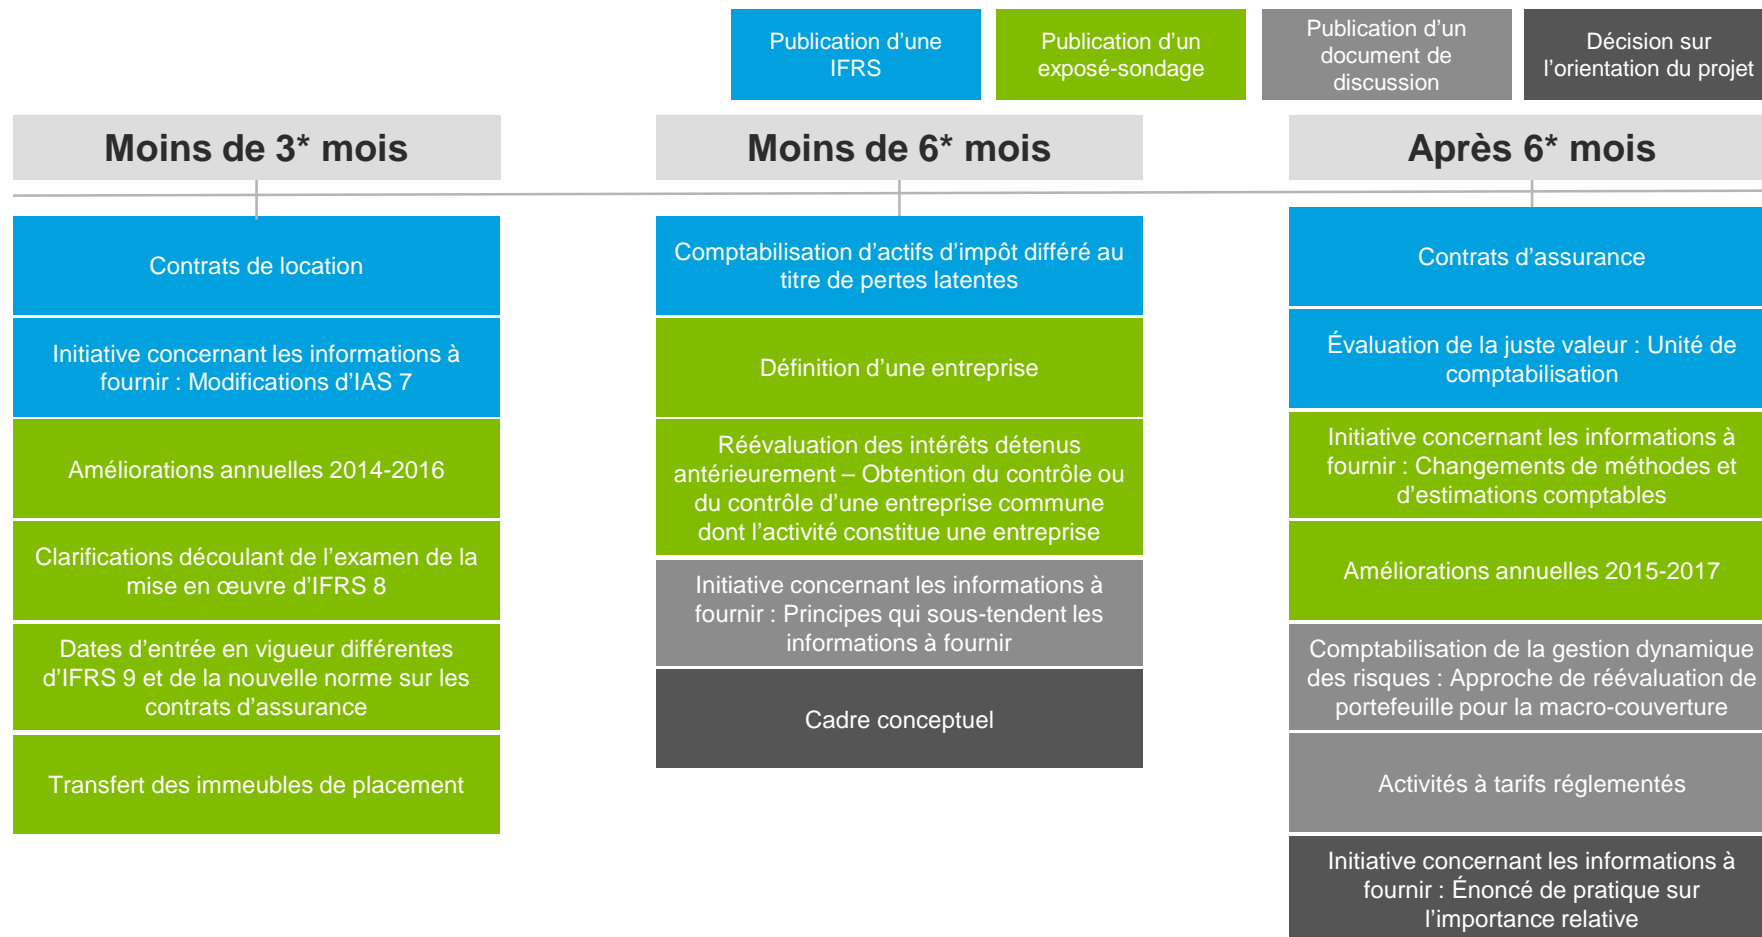 Publication d’une
IFRS
Publication d’un
exposé-sondage
Publication d’un
document de
discussion
Décision sur
l’orientation du projet
Moins de 3* mois
Moins de 6* mois
Après 6* mois
Contrats de location
Initiative concernant les informations à
fournir : Modifications d’IAS 7
Améliorations annuelles 2014-2016
Clarifications découlant de l’examen de la
mise en œuvre d’IFRS 8
Dates d’entrée en vigueur différentes
d’IFRS 9 et de la nouvelle norme sur les
contrats d’assurance
Transfert des immeubles de placement
Comptabilisation d’actifs d’impôt différé au
titre de pertes latentes
Définition d’une entreprise
Réévaluation des intérêts détenus
antérieurement – Obtention du contrôle ou
du contrôle d’une entreprise commune
dont l’activité constitue une entreprise
Initiative concernant les informations à
fournir : Principes qui sous-tendent les
informations à fournir
Cadre conceptuel
Contrats d’assurance
Évaluation de la juste valeur : Unité de
comptabilisation
Initiative concernant les informations à
fournir : Changements de méthodes et
d’estimations comptables
Améliorations annuelles 2015-2017
Comptabilisation de la gestion dynamique
des risques : Approche de réévaluation de
portefeuille pour la macro-couverture
Activités à tarifs réglementés
Initiative concernant les informations à
fournir : Énoncé de pratique sur
l’importance relative